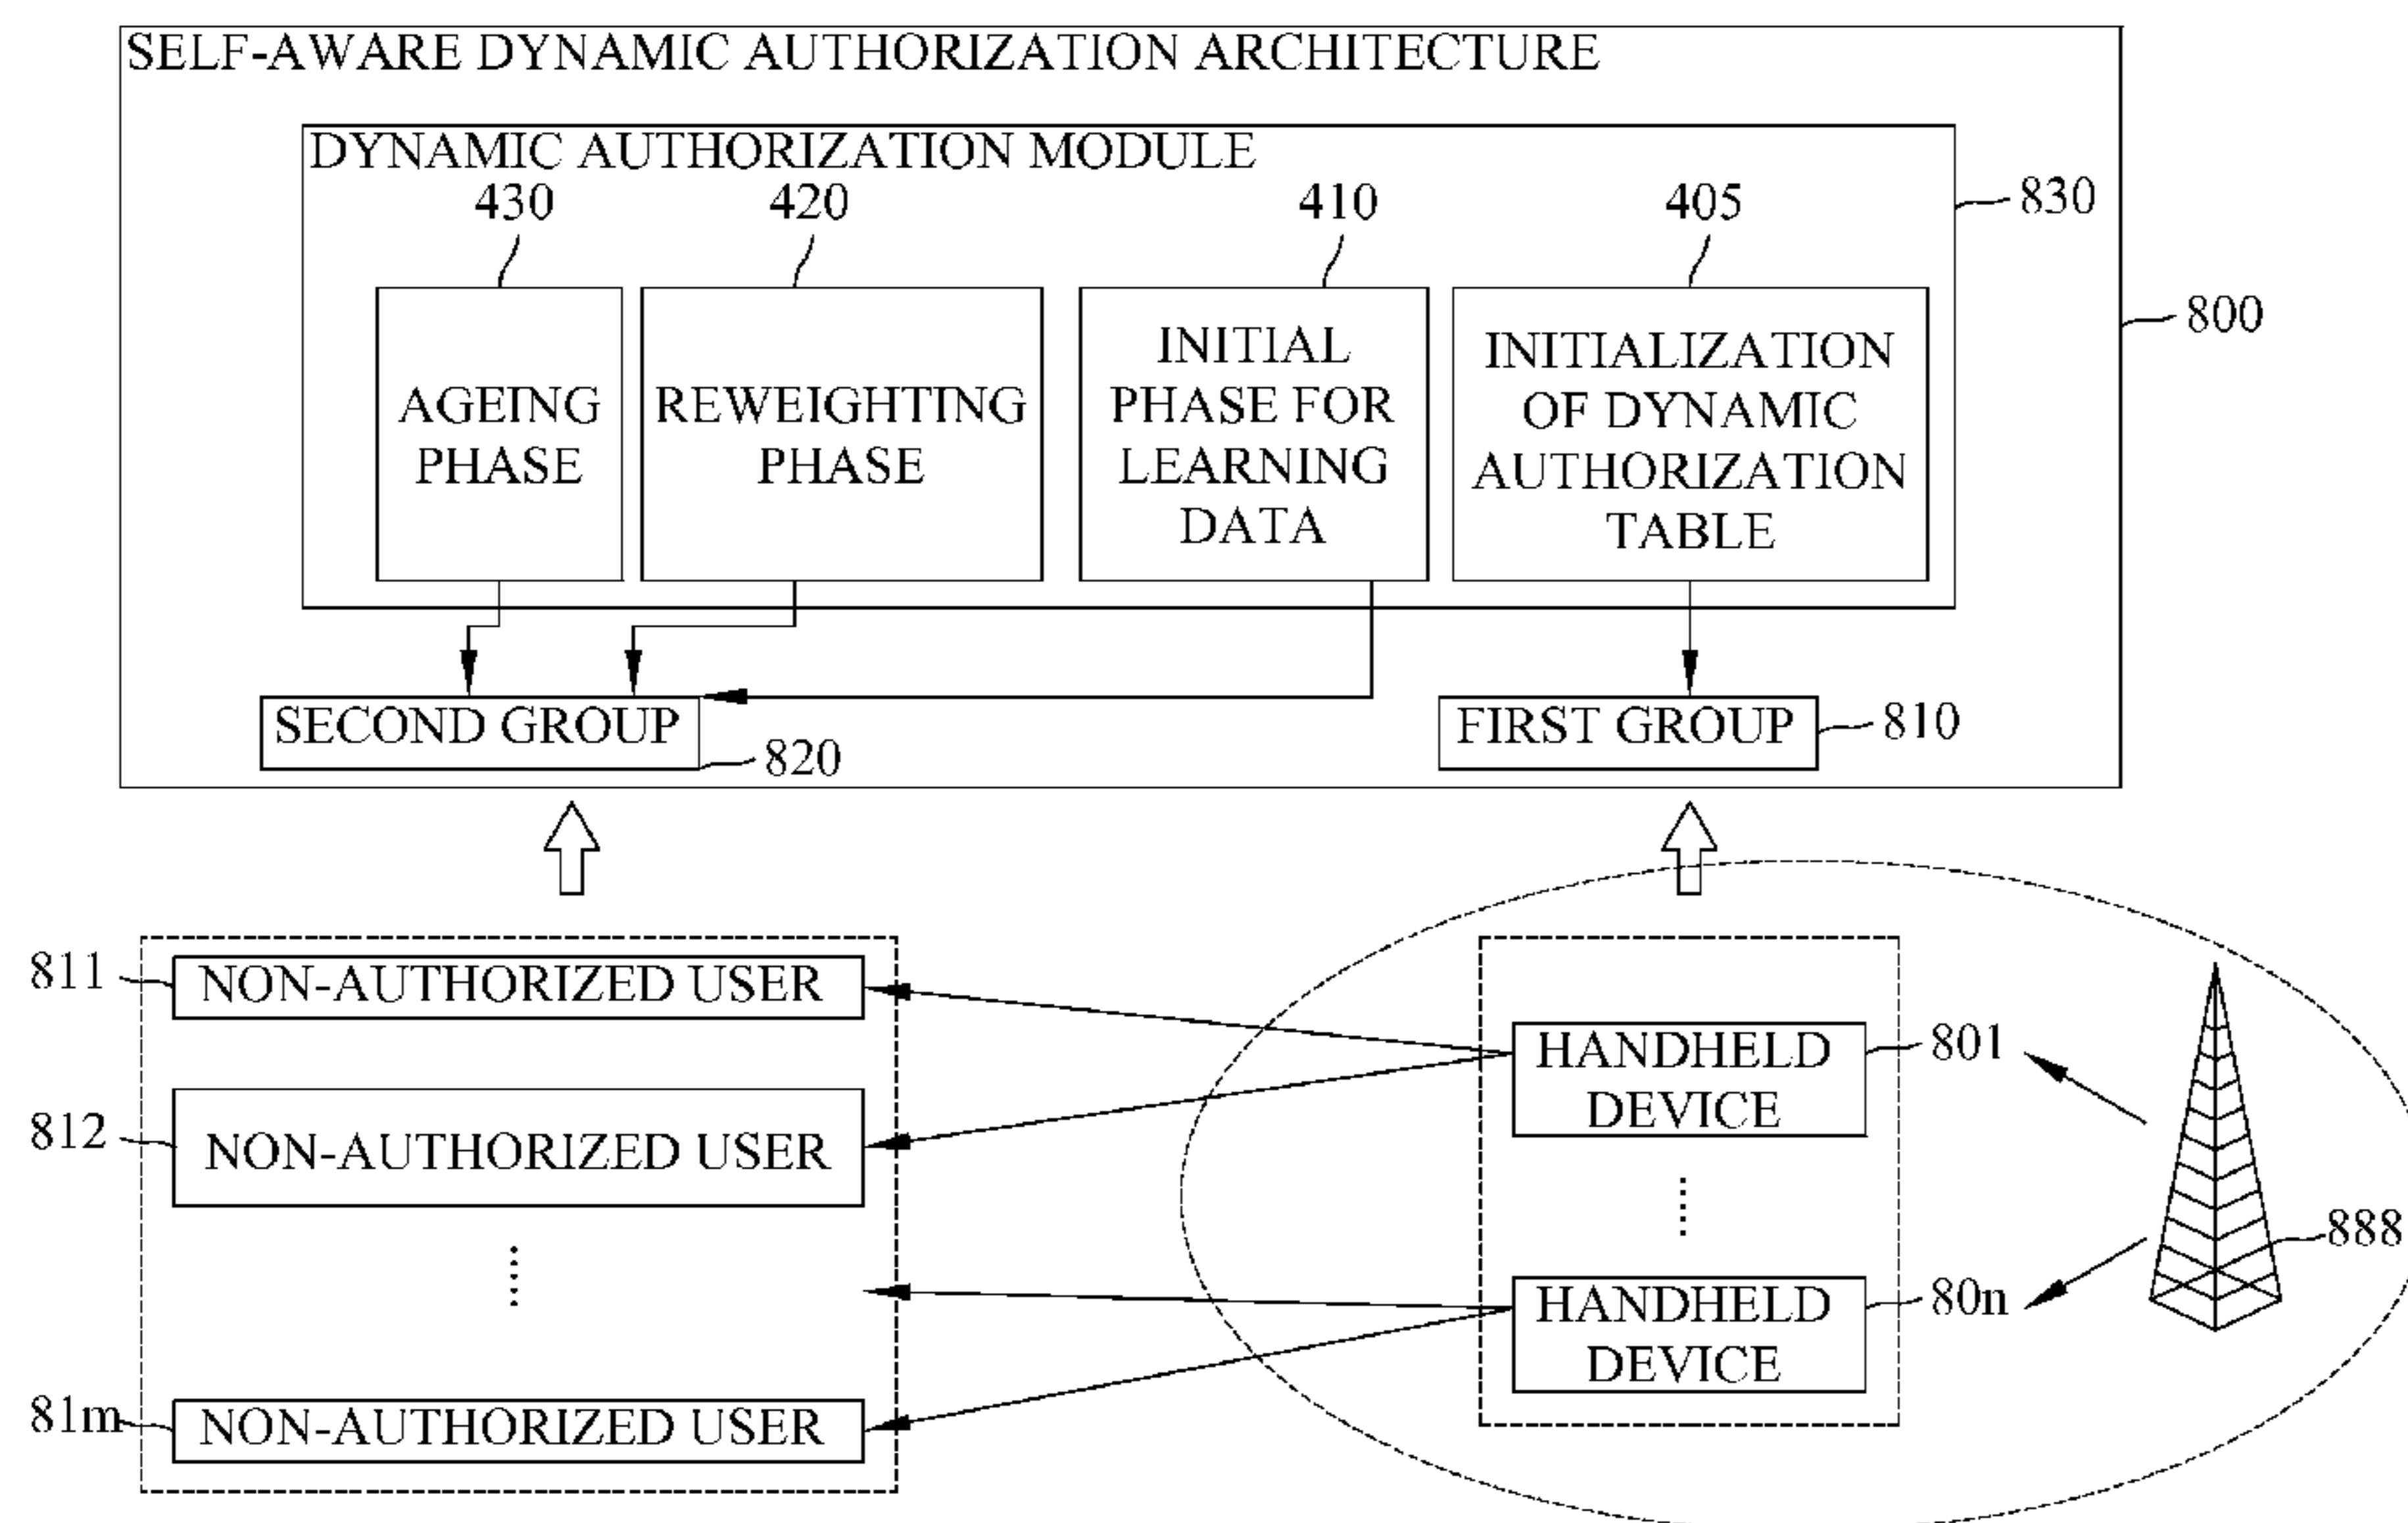 SELF-AWARE DYNAMIC AUTHORIZATION ARCHITECTURE
DYNAMIC AUTHORIZATION MODULE
430
420
410
405
830
800
AGEING
PHASE
REWEIGHTING
PHASE
INITIAL
PHASE FOR
LEARNING
DATA
INITIALIZATION
OF DYNAMIC
AUTHORIZATION
TABLE
SECOND GROUP
820
FIRST GROUP
810
811
NON-AUTHORIZED USER
812
NON-AUTHORIZED USER
81m
NON-AUTHORIZED USER
HANDHELD
DEVICE
801
HANDHELD
DEVICE
80n
888